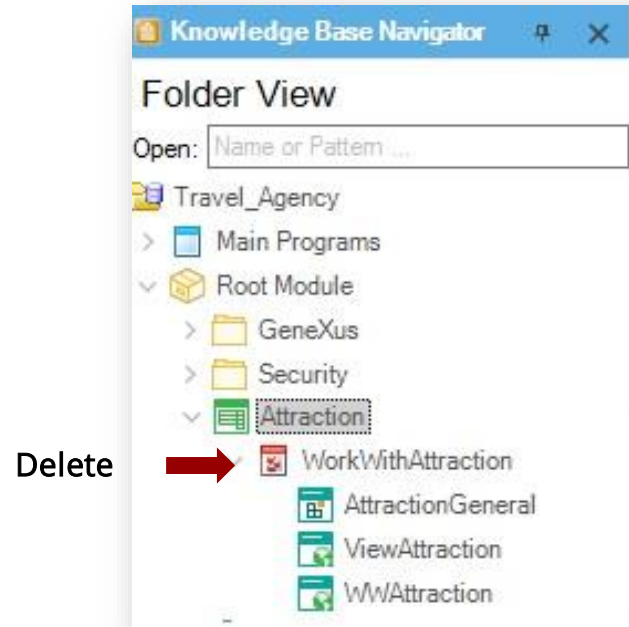 Knowledge Base Navigator
Folder View
Open: Name or Pattern ...
Travel_Agency
Main Programs
Root Module
GeneXus
Security
Attraction
Delete
WorkWithAttraction
AttractionGeneral
ViewAttraction
WWAttraction